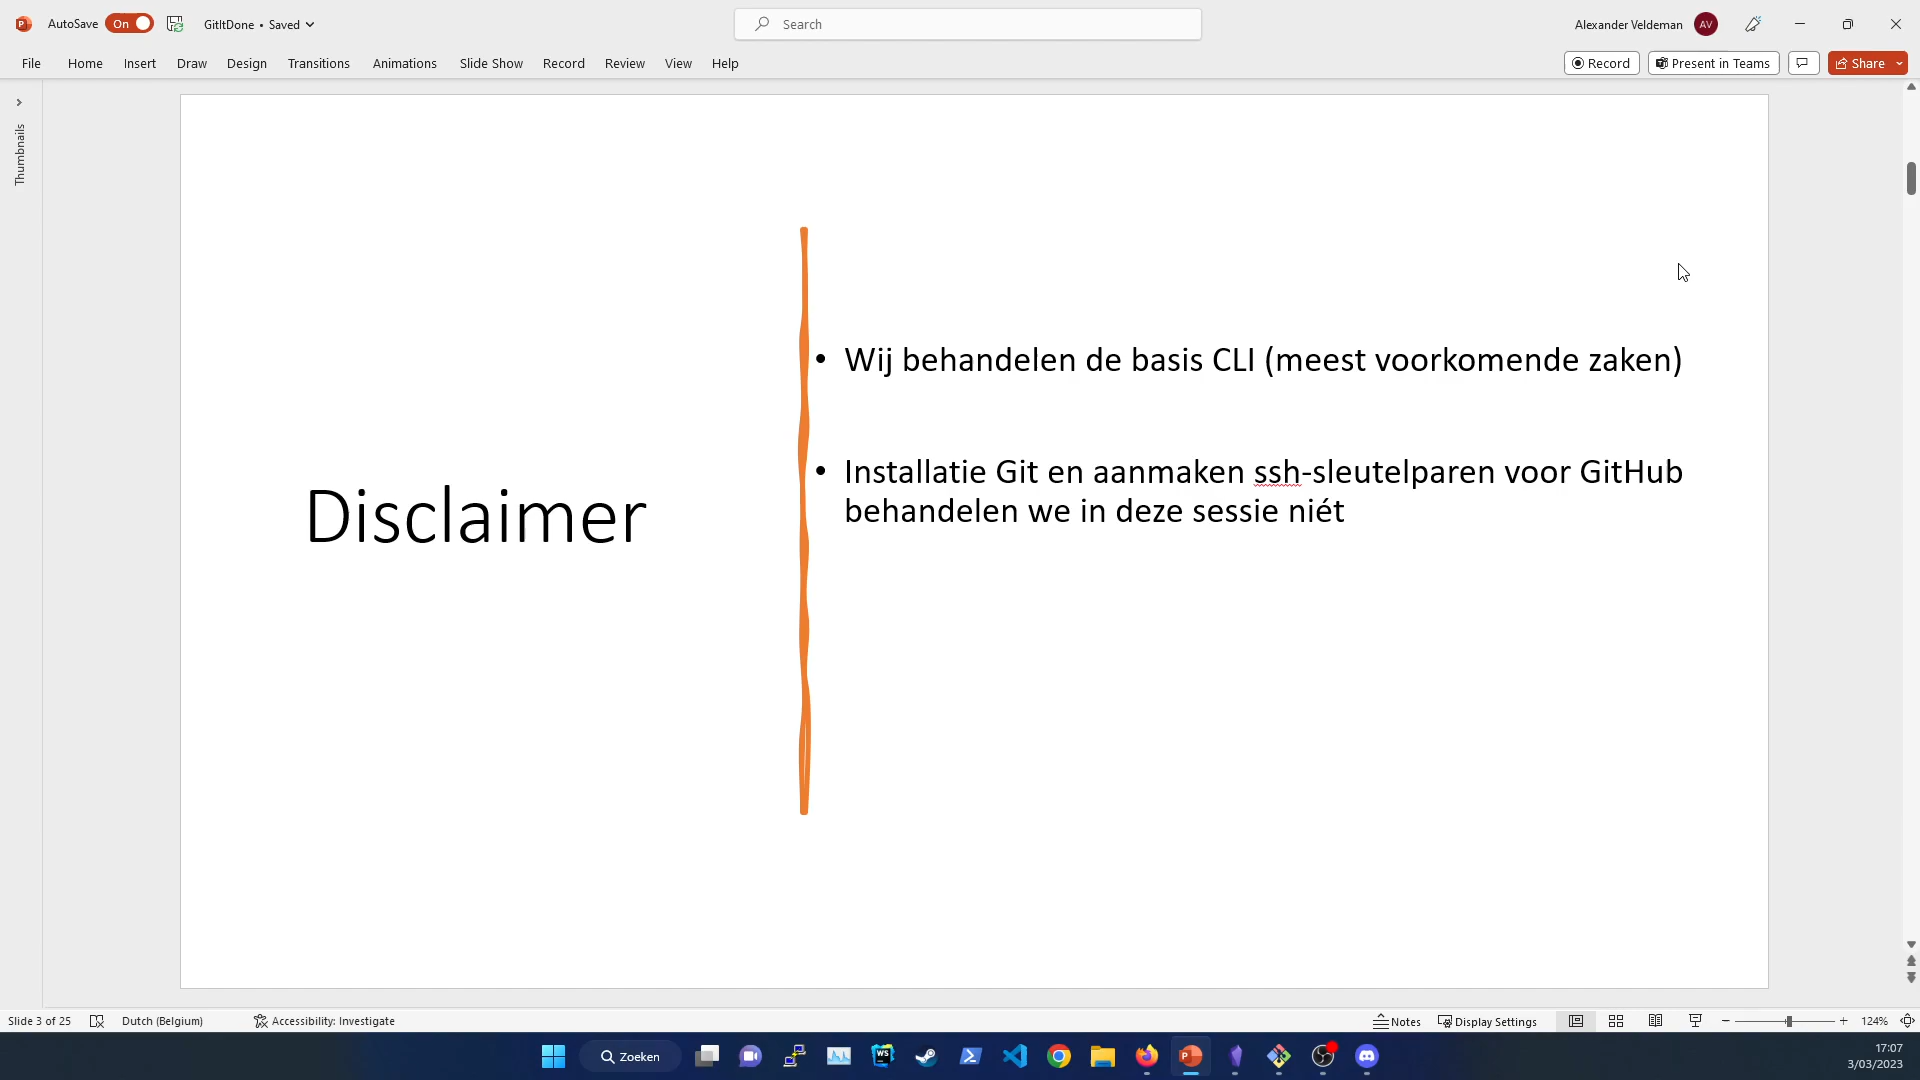 AutoSave On GitItDone • Saved Search Alexander Veldeman AV
File Home Insert Draw Design Transitions Animations Slide Show Record Review View Help Record Present in Teams Share
Thumbnails
Disclaimer
• Wij behandelen de basis CLI (meest voorkomende zaken)
• Installatie Git en aanmaken ssh-sleutelparen voor GitHub
behandelen we in deze sessie niét
Slide 3 of 25 Dutch (Belgium) Accessibility: Investigate Notes Display Settings 124%
Zoeken
17:07
3/03/2023